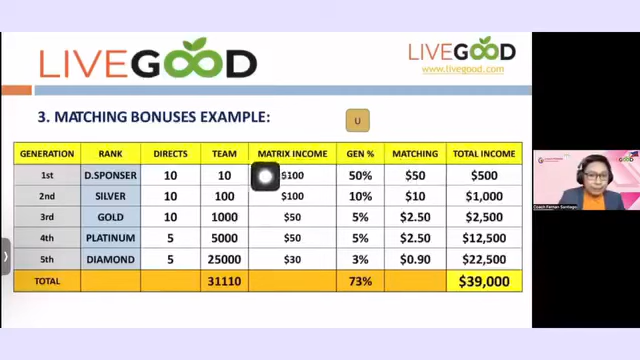 LIVEGOOD
LIVEGOOD
www.livegood.com
3. MATCHING BONUSES EXAMPLE:
U
GENERATION RANK DIRECTS TEAM MATRIX INCOME GEN % MATCHING TOTAL INCOME
1st D.SPONSER 10 10 $100 50% $50 $500
2nd SILVER 10 100 $100 10% $10 $1,000
3rd GOLD 10 1000 $50 5% $2.50 $2,500
4th PLATINUM 5 5000 $50 5% $2.50 $12,500
5th DIAMOND 5 25000 $30 3% $0.90 $22,500
TOTAL 31110 73% $39,000